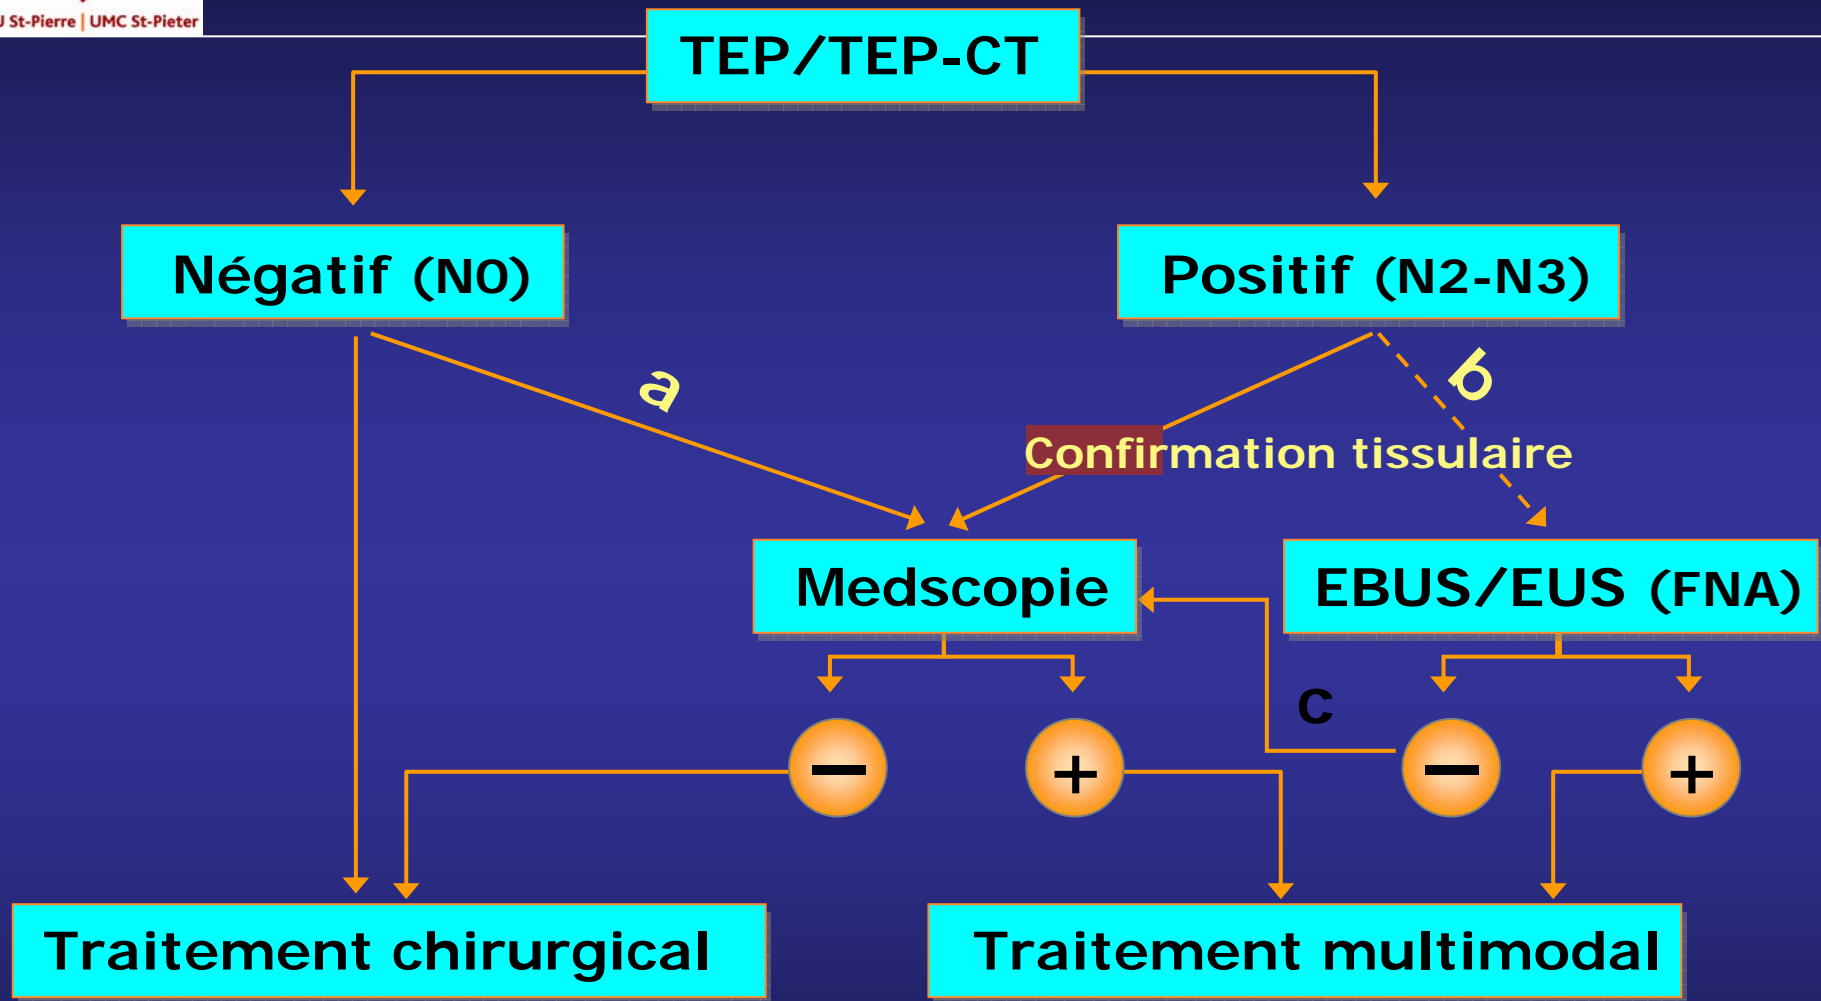 U St-Pierre | UMC St-Pieter
TEP/TEP-CT
Négatif (N0)
Positif (N2-N3)
a
b
Confirmation tissulaire
Medscopie
EBUS/EUS (FNA)
c
− + − +
Traitement chirurgical
Traitement multimodal